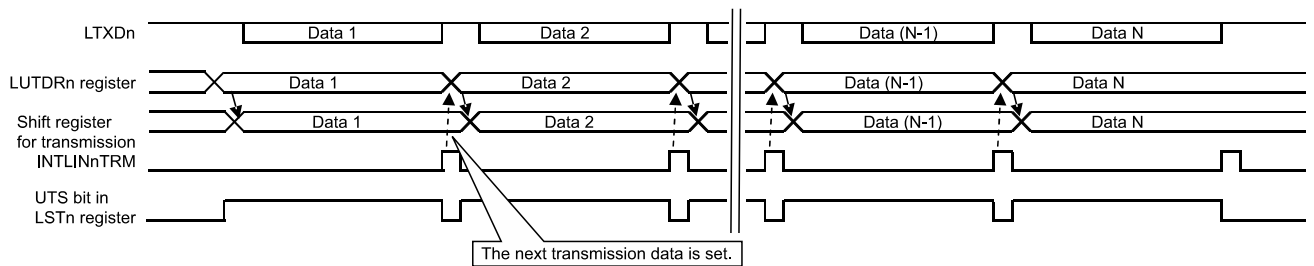 LTXDn
Data 1
Data 2
Data (N-1)
Data N
LUTDRn register
Data 1
Data 2
Data (N-1)
Data N
Shift register
for transmission
Data 1
Data 2
Data (N-1)
Data N
INTLINnTRM
UTS bit in
LSTn register
The next transmission data is set.